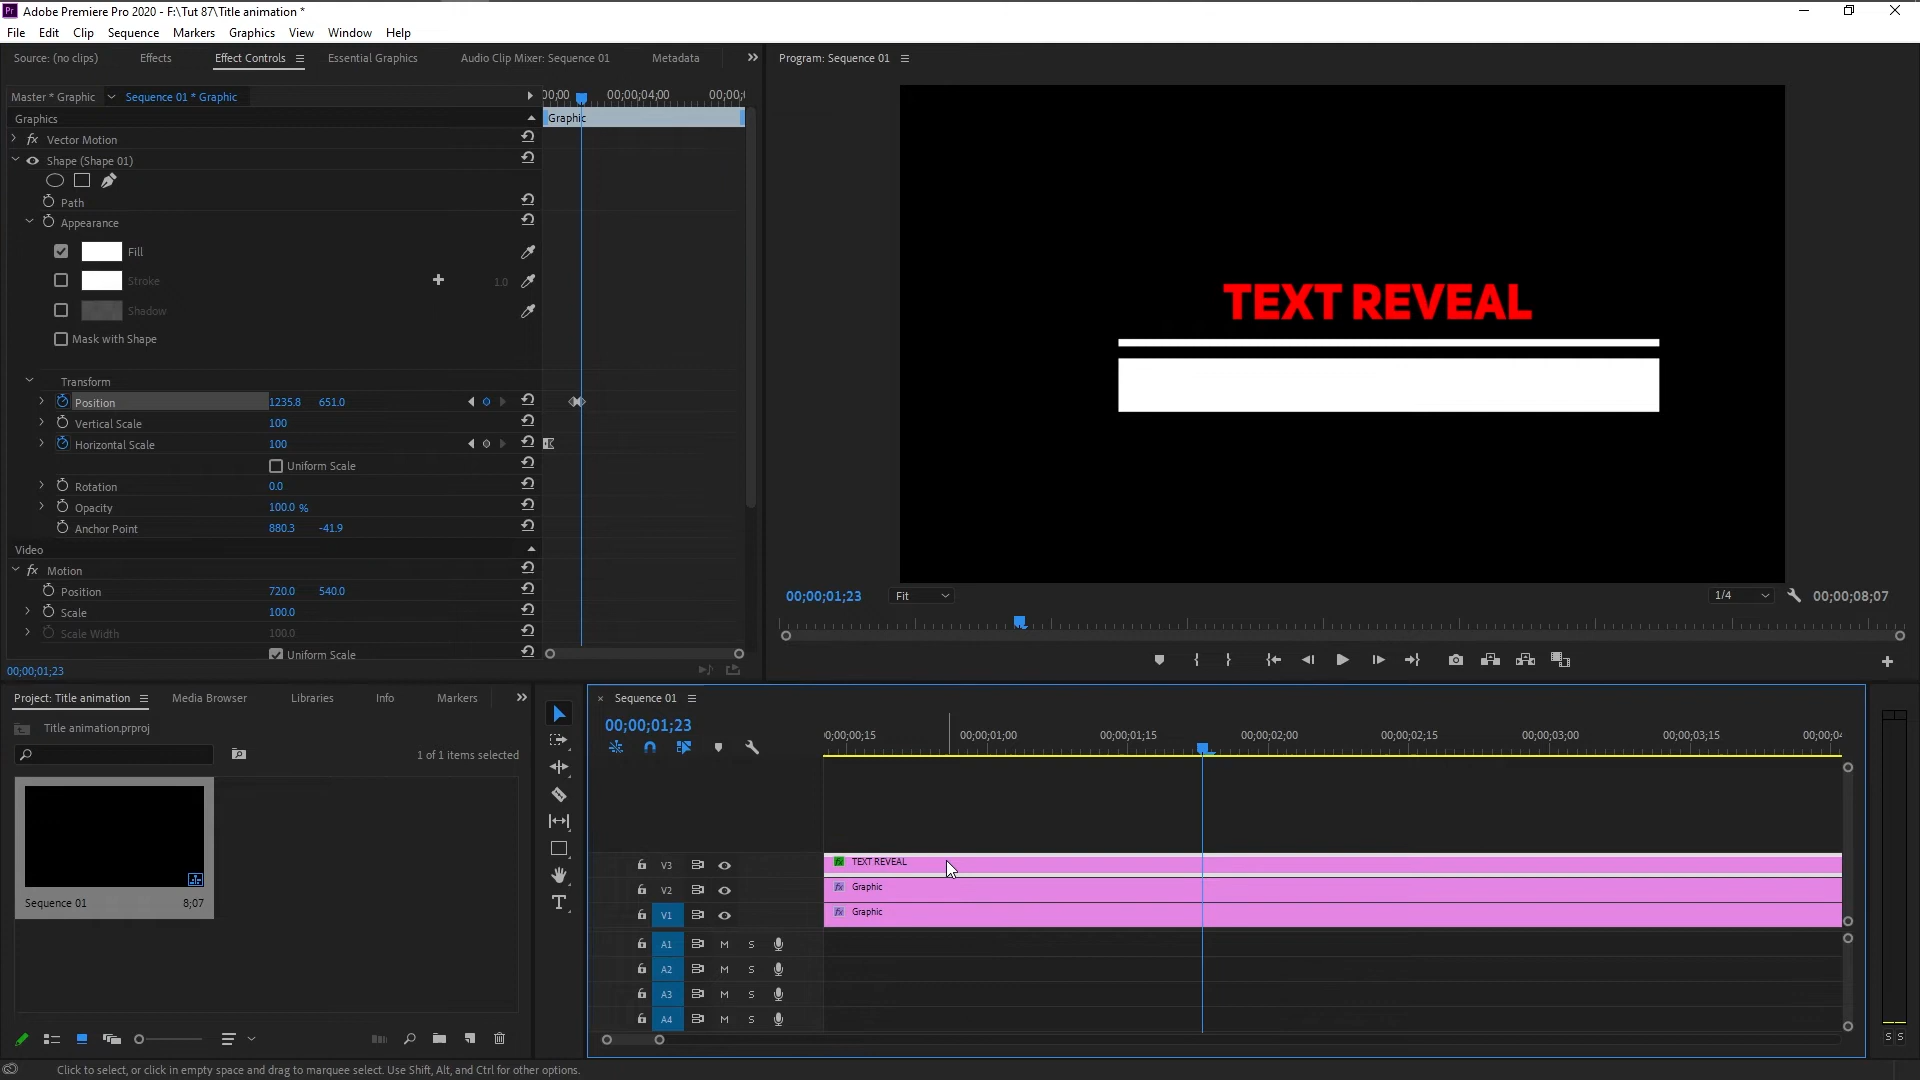 Pr Adobe Premiere Pro 2020 - F:\Tut 87\Title animation *
File Edit Clip Sequence Markers Graphics View Window Help
Source: (no clips) Effects Effect Controls Essential Graphics Audio Clip Mixer: Sequence 01 Metadata
Program: Sequence 01
Master * Graphic Sequence 01 * Graphic
00;00 00;00;04;00
Graphics
Graphic
fx Vector Motion
Shape (Shape 01)
Path
Appearance
Fill
Stroke 1.0
Shadow
Mask with Shape
Transform
Position 1235.8 651.0
Vertical Scale 100
Horizontal Scale 100
Uniform Scale
Rotation 0.0
Opacity 100.0 %
Anchor Point 880.3 -41.9
Video
fx Motion
Position 720.0 540.0
Scale 100.0
Scale Width 100.0
Uniform Scale
00;00;01;23
TEXT REVEAL
00;00;01;23 Fit 1/4 00;00;08;07
Project: Title animation Media Browser Libraries Info Markers
Title animation.prproj
1 of 1 items selected
Sequence 01 8;07
× Sequence 01
00;00;01;23
0;00;00;15 00;00;01;00 00;00;01;15 00;00;02;00 00;00;02;15 00;00;03;00 00;00;03;15 00;00;04
V3 fx TEXT REVEAL
V2 fx Graphic
V1 fx Graphic
A1 M S
A2 M S
A3 M S
A4 M S
S S
Click to select, or click in empty space and drag to marquee select. Use Shift, Alt, and Ctrl for other options.